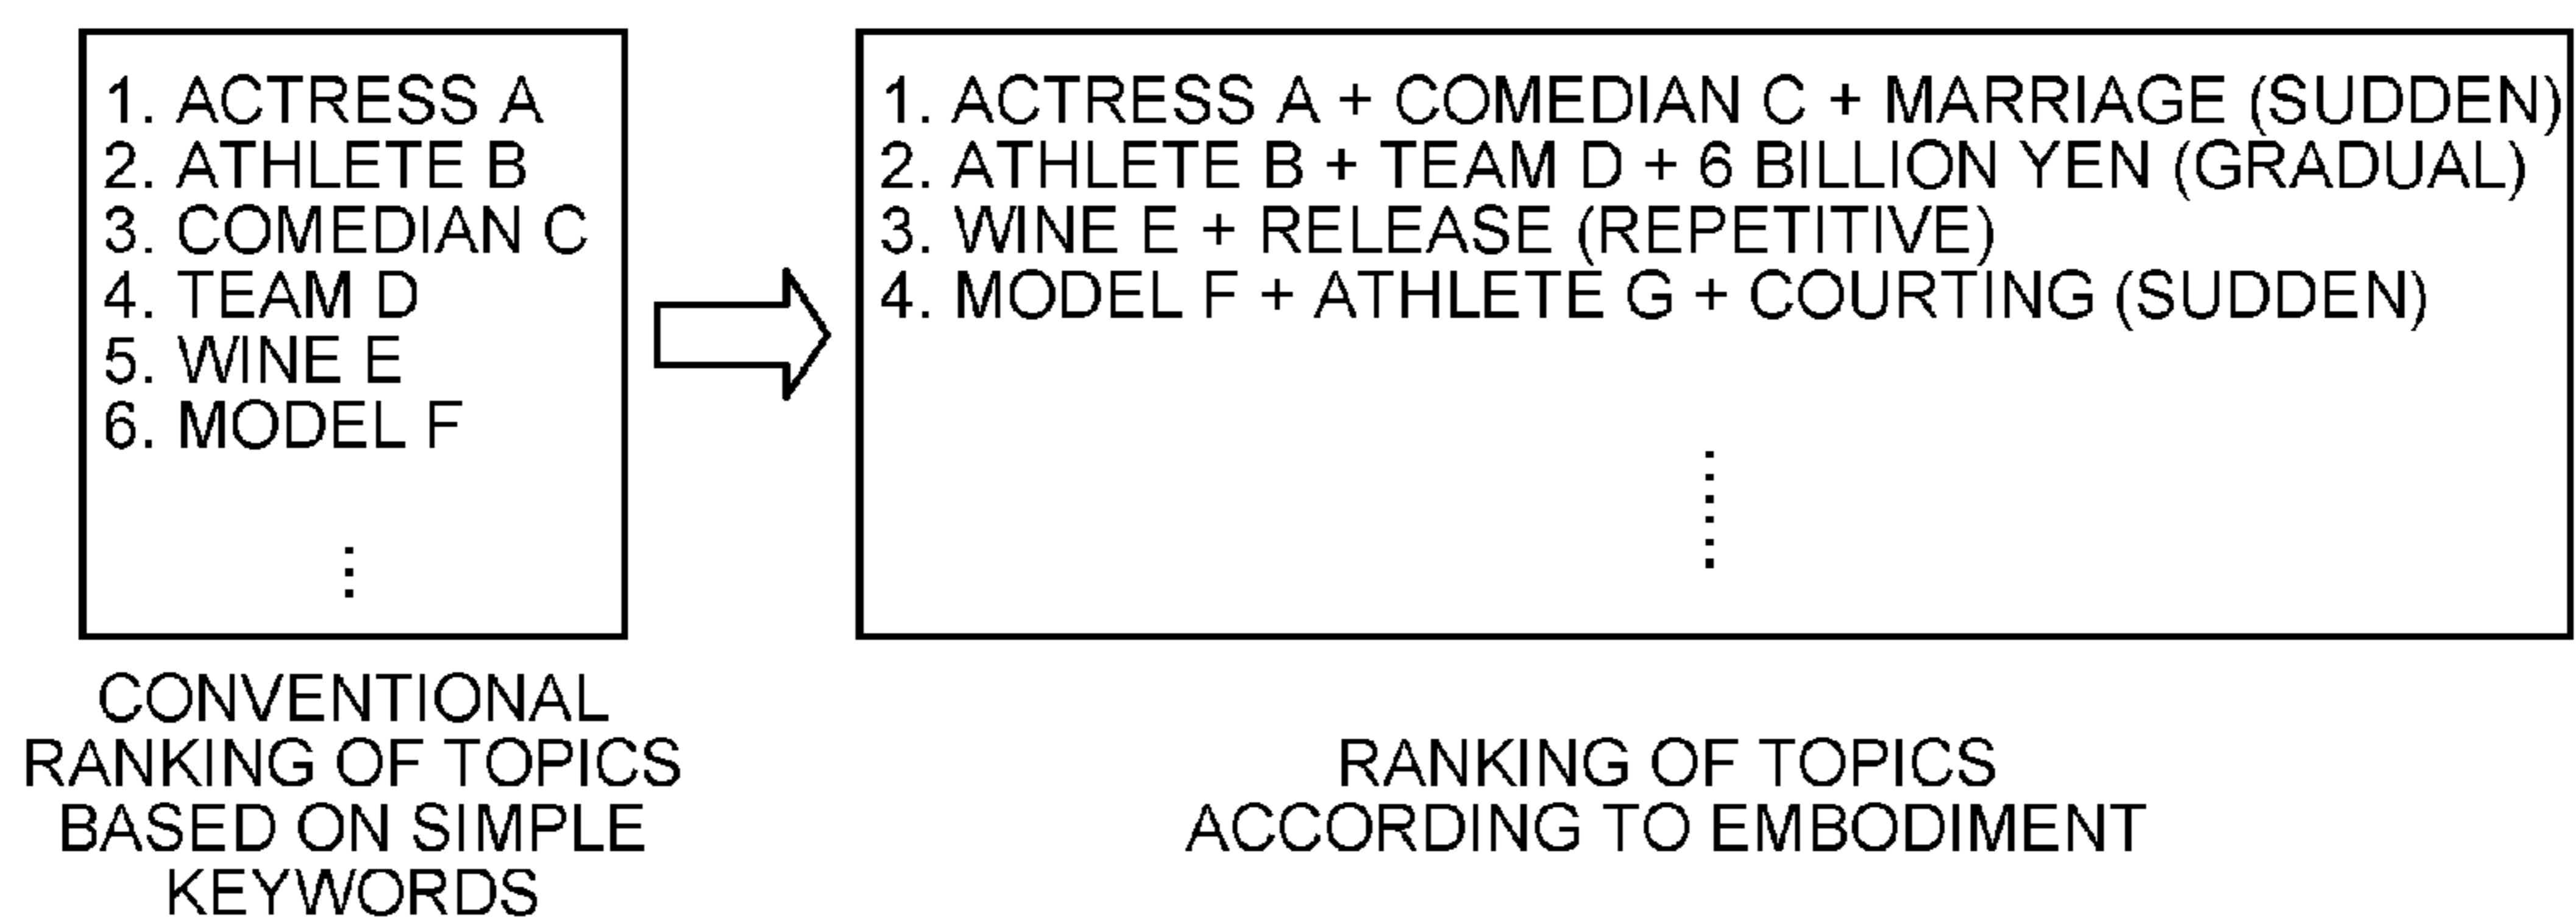 1. ACTRESS A
2. ATHLETE B
3. COMEDIAN C
4. TEAM D
5. WINE E
6. MODEL F
CONVENTIONAL
RANKING OF TOPICS
BASED ON SIMPLE
KEYWORDS
1. ACTRESS A + COMEDIAN C + MARRIAGE (SUDDEN)
2. ATHLETE B + TEAM D + 6 BILLION YEN (GRADUAL)
3. WINE E + RELEASE (REPETITIVE)
4. MODEL F + ATHLETE G + COURTING (SUDDEN)
RANKING OF TOPICS
ACCORDING TO EMBODIMENT